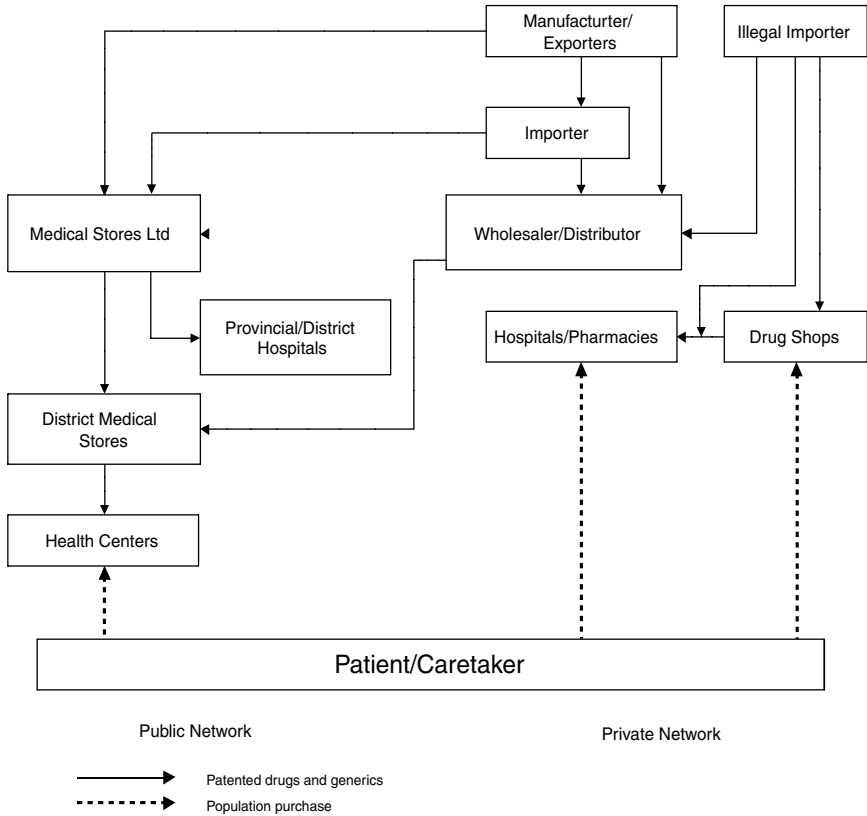 Manufacturter/
Exporters
Illegal Importer
Importer
Medical Stores Ltd
Wholesaler/Distributor
Provincial/District
Hospitals
Hospitals/Pharmacies
Drug Shops
District Medical
Stores
Health Centers
Patient/Caretaker
Public Network
Private Network
Patented drugs and generics
Population purchase